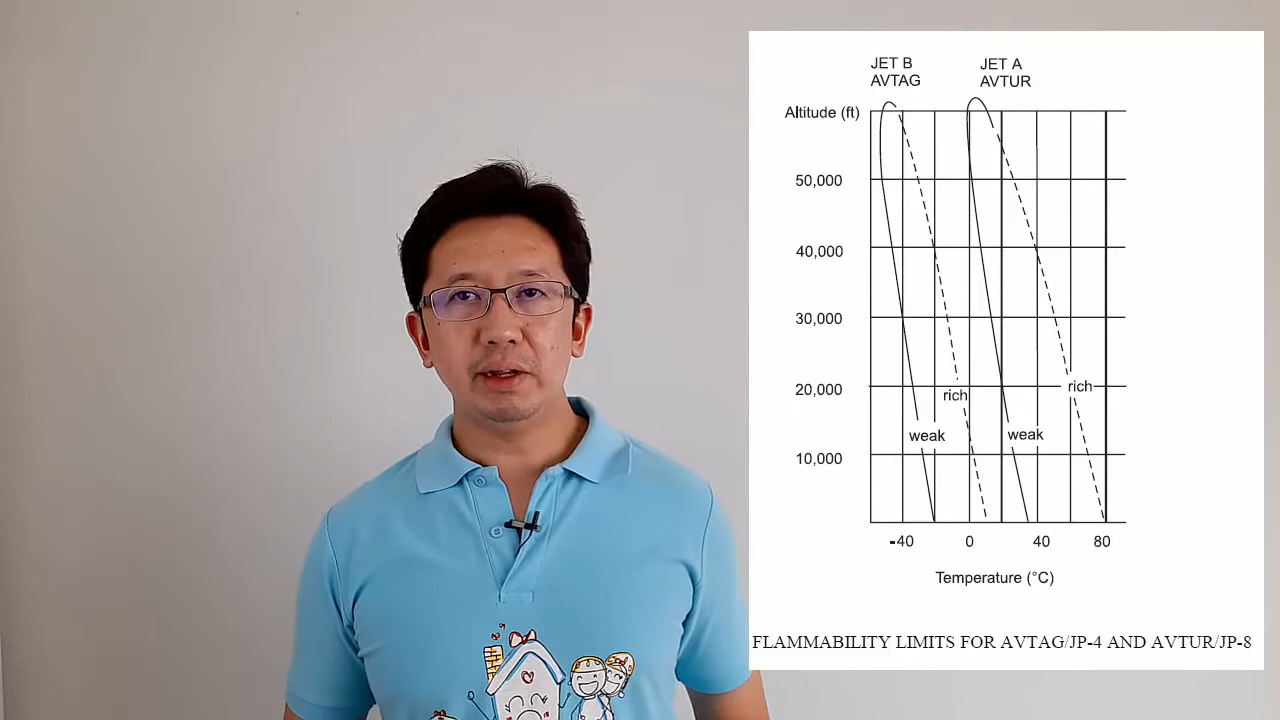 JET B
AVTAG
JET A
AVTUR
Altitude (ft)
50,000
40,000
30,000
20,000
10,000
rich
rich
weak
weak
-40
0
40
80
Temperature (°C)
FLAMMABILITY LIMITS FOR AVTAG/JP-4 AND AVTUR/JP-8